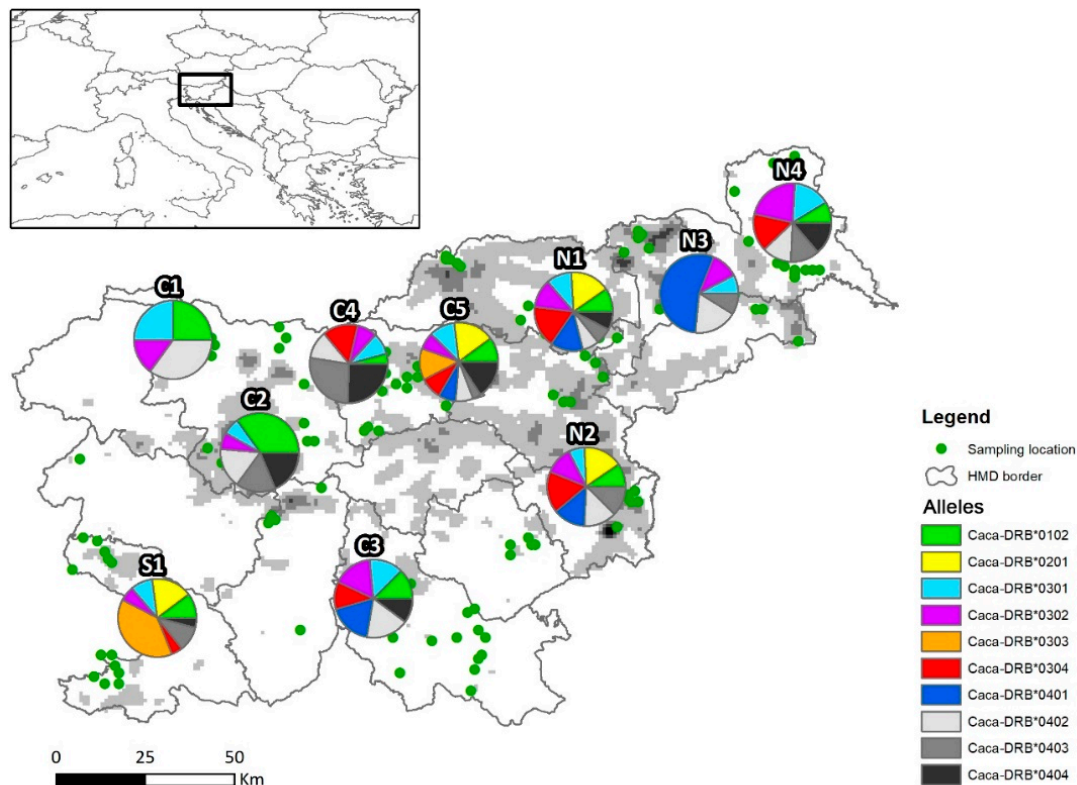 N4
N1
N3
C1
C4
C5
C2
N2
C3
S1
Legend
Sampling location
HMD border
Alleles
Caca-DRB*0102
Caca-DRB*0201
Caca-DRB*0301
Caca-DRB*0302
Caca-DRB*0303
Caca-DRB*0304
Caca-DRB*0401
Caca-DRB*0402
Caca-DRB*0403
Caca-DRB*0404
0 25 50
Km